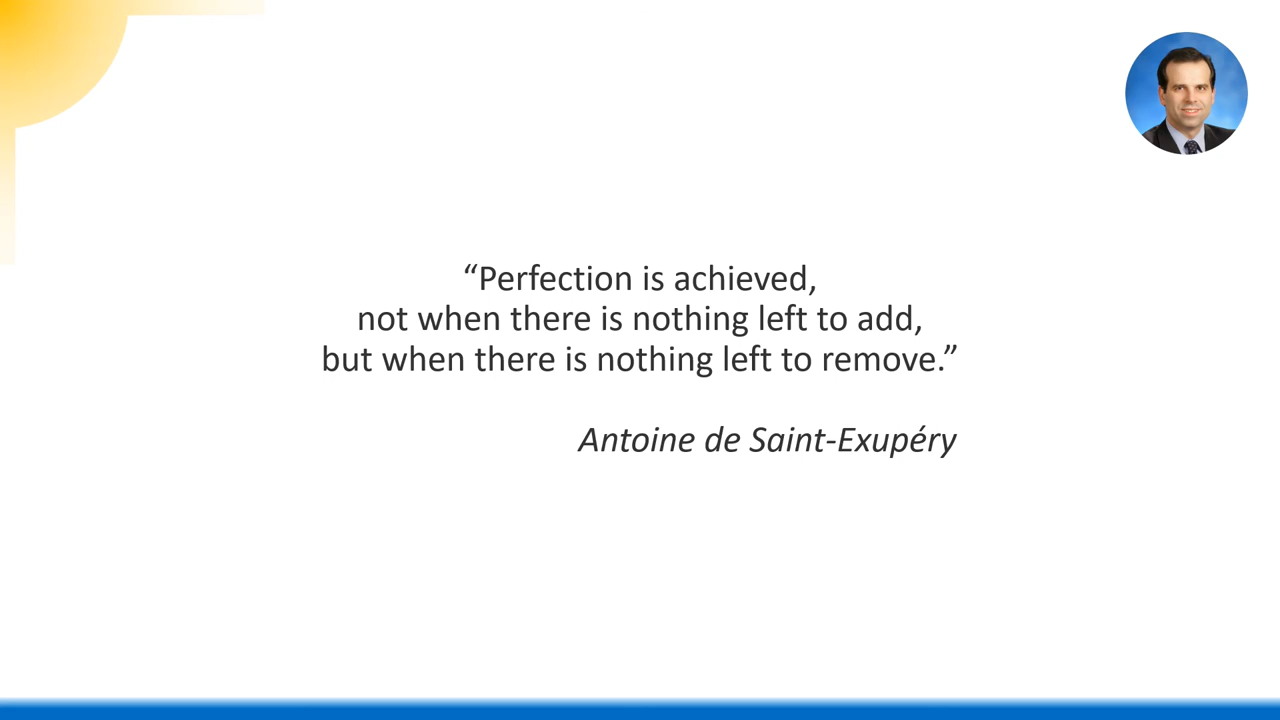 “Perfection is achieved,
not when there is nothing left to add,
but when there is nothing left to remove.”
Antoine de Saint-Exupéry